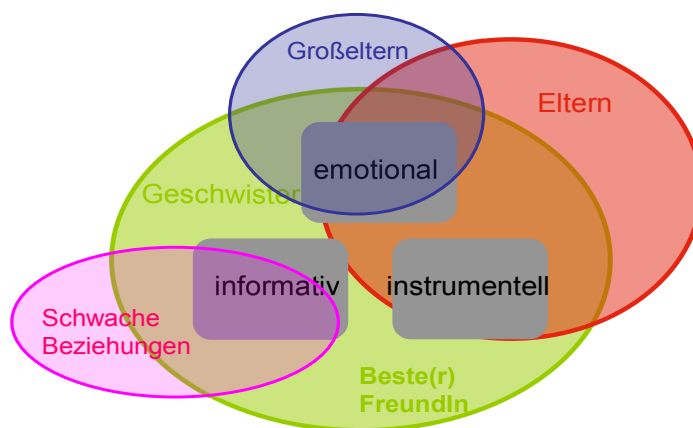 Großeltern
Eltern
emotional
Geschwister
informativ
instrumentell
Schwache
Beziehungen
Beste(r)
FreundIn